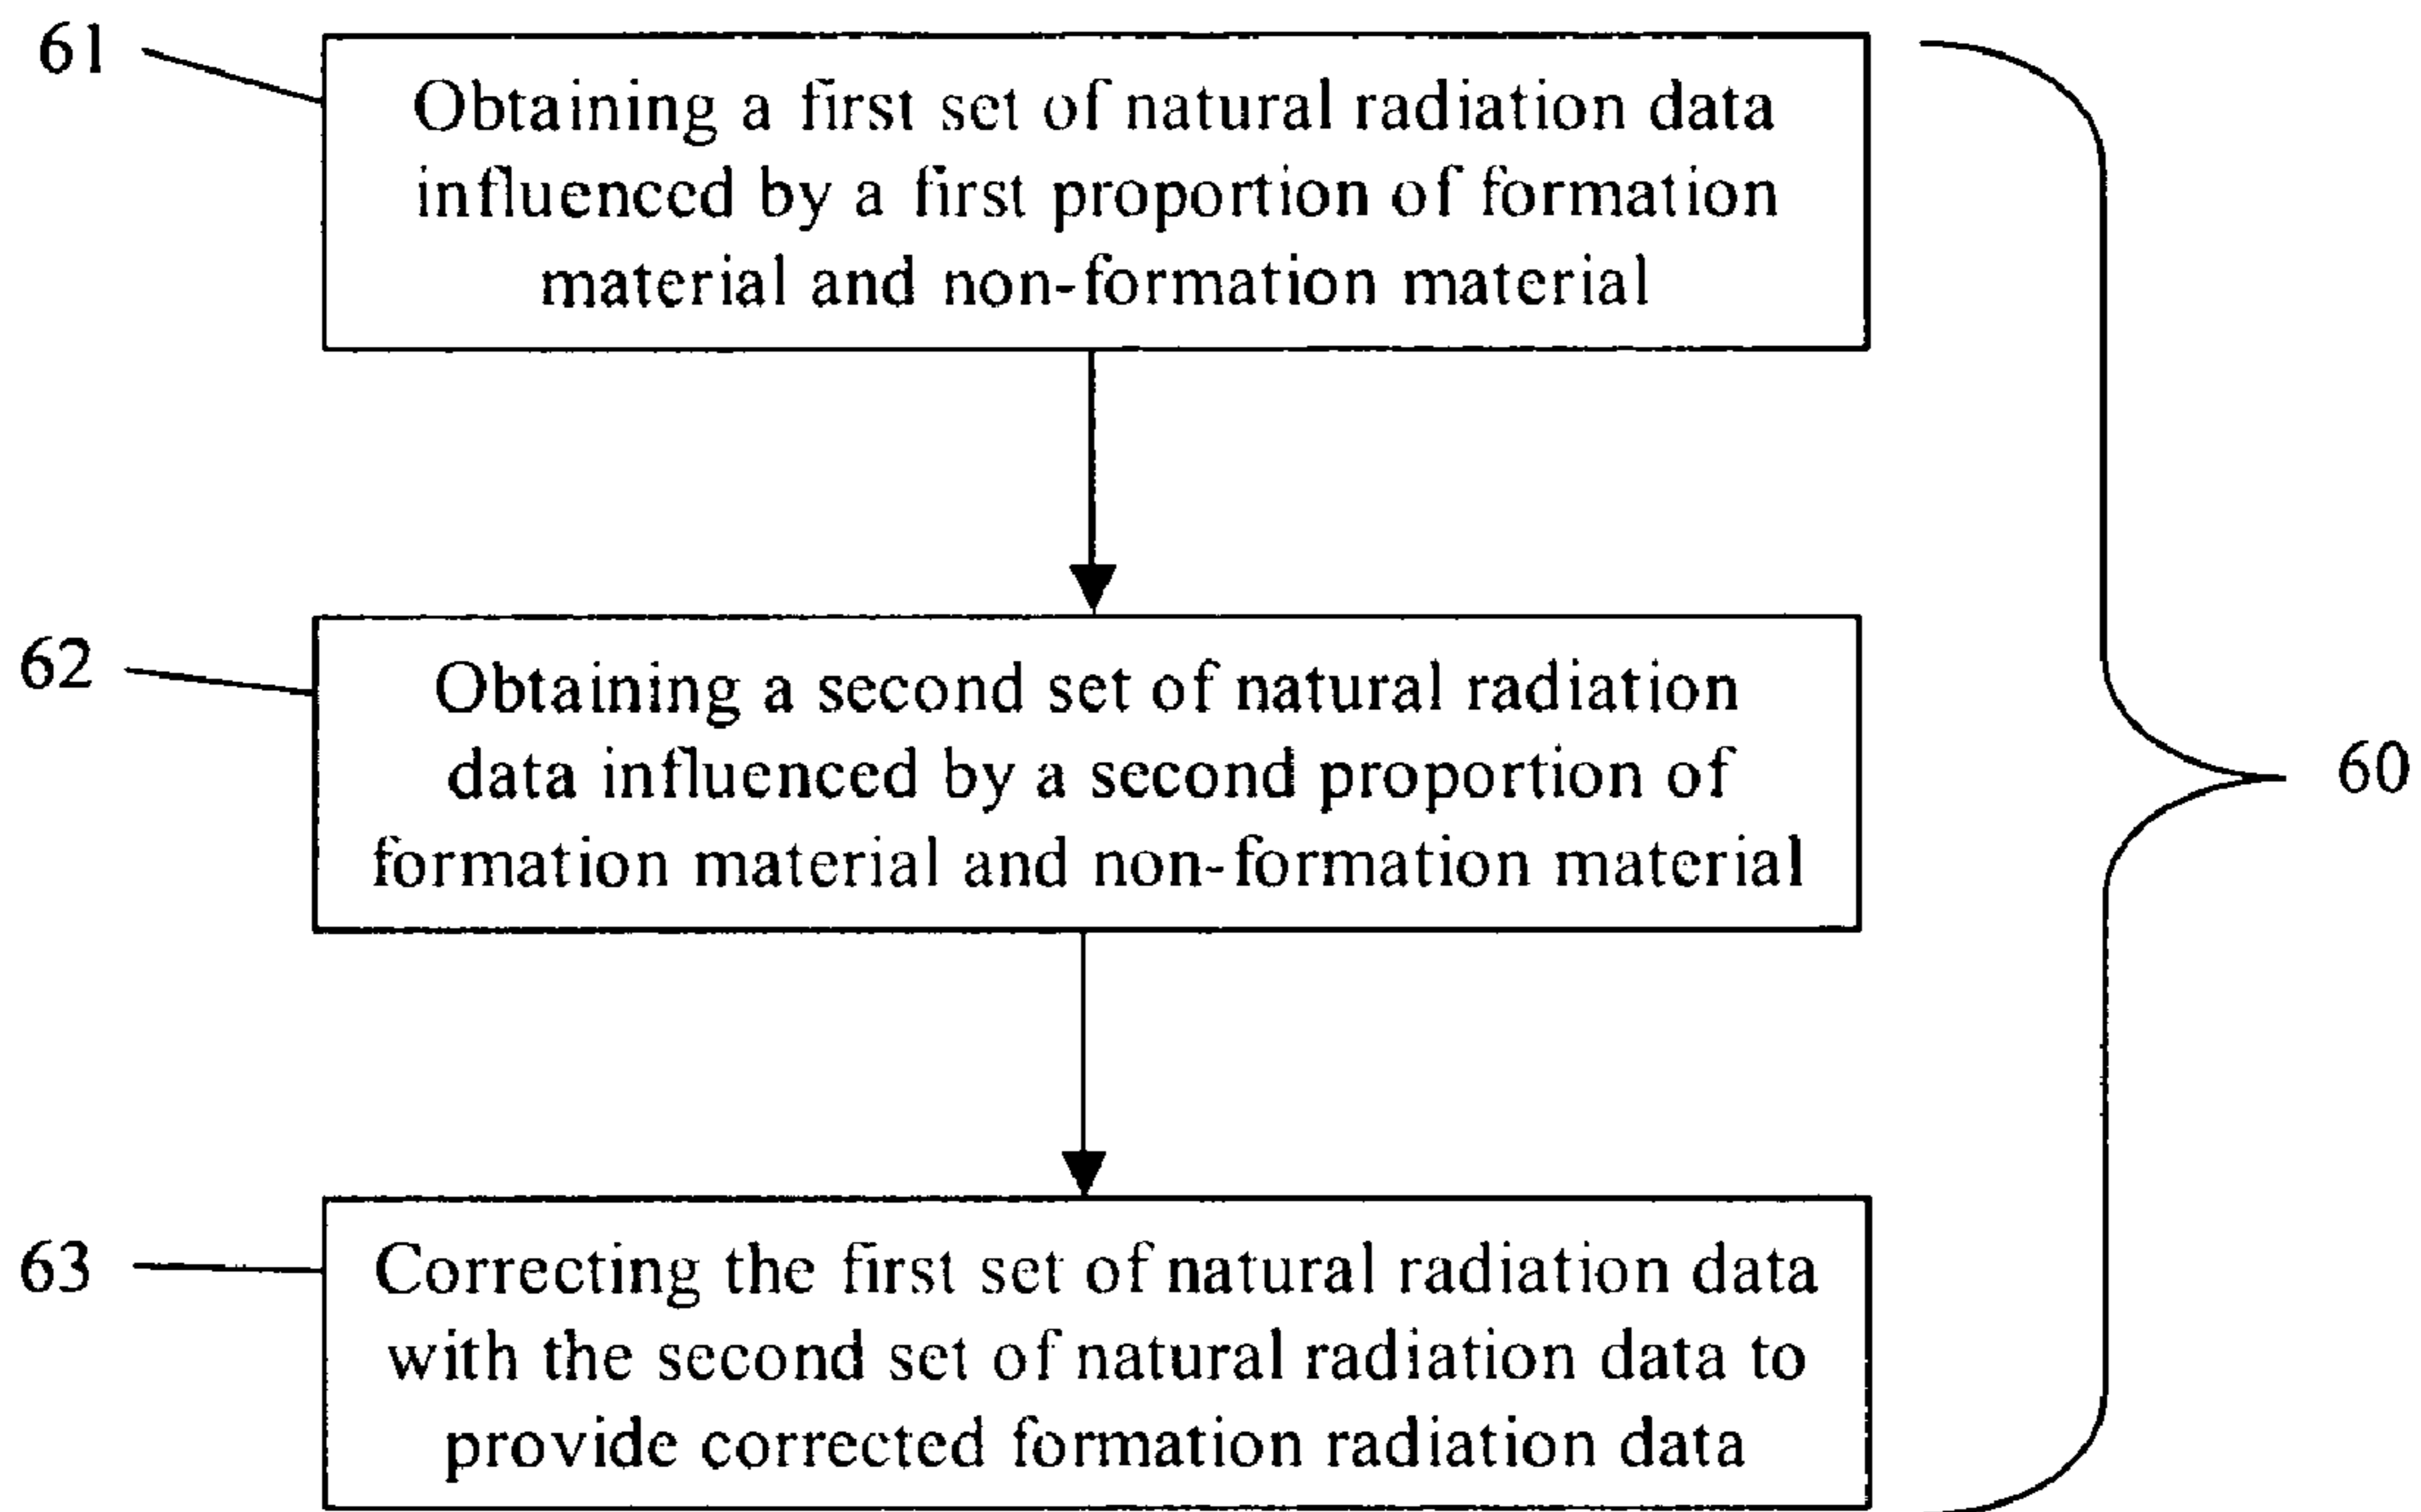 61
Obtaining a first set of natural radiation data
influenced by a first proportion of formation
material and non-formation material
62
Obtaining a second set of natural radiation
data influenced by a second proportion of
formation material and non-formation material
60
63
Correcting the first set of natural radiation data
with the second set of natural radiation data to
provide corrected formation radiation data